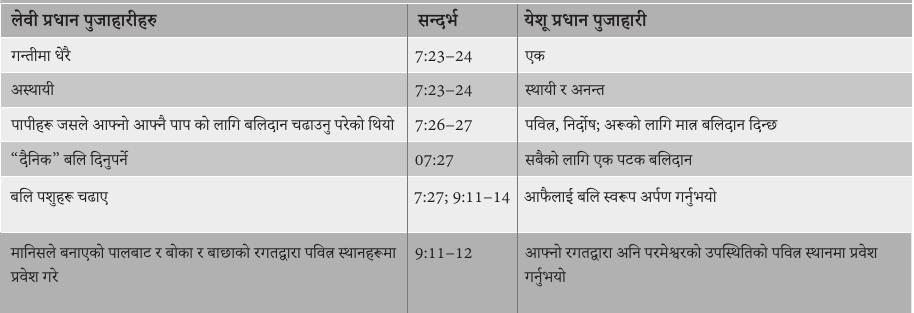 लेवी प्रधान पुजाहारीहरु सन्दर्भ येशू प्रधान पुजाहारी
गन्तीमा धेरै 7:23–24 एक
अस्थायी 7:23–24 स्थायी र अनन्त
पापीहरू जसले आफ्नो आफ्नै पाप को लागि बलिदान चढाउनु परेको थियो 7:26–27 पवित्र, निर्दोष; अरूको लागि मात्र बलिदान दिन्छ
“दैनिक” बलि दिनुपर्ने 07:27 सबैको लागि एक पटक बलिदान
बलि पशुहरू चढाए 7:27; 9:11–14 आफैलाई बलि स्वरूप अर्पण गर्नुभयो
मानिसले बनाएको पालबाट र बोका र बाछाको रगतद्वारा पवित्र स्थानहरूमा 9:11–12 आफ्नो रगतद्वारा अनि परमेश्वरको उपस्थितिको पवित्र स्थानमा प्रवेश
प्रवेश गरे गर्नुभयो